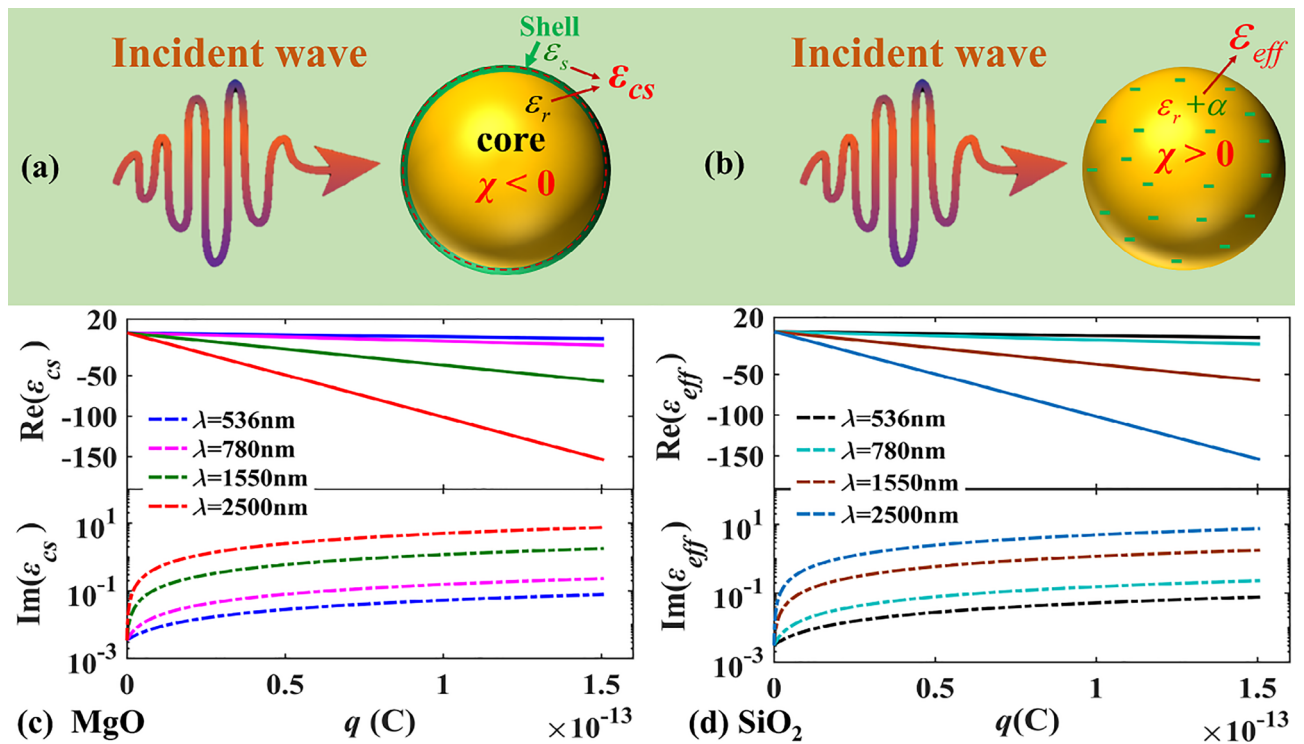 (a)
Incident wave
Shell
εs
εcs
εr
core
χ < 0
(b)
Incident wave
εeff
εr+α
χ > 0
Re(εcs)
20
-50
-100
-150
λ=536nm
λ=780nm
λ=1550nm
λ=2500nm
Im(εcs)
10^1
10^-1
10^-3
0
0.5
1
1.5
(c) MgO
q (C)
×10^-13
Re(εeff)
20
-50
-100
-150
λ=536nm
λ=780nm
λ=1550nm
λ=2500nm
Im(εeff)
10^1
10^-1
10^-3
0
0.5
1
1.5
(d) SiO₂
q(C)
×10^-13